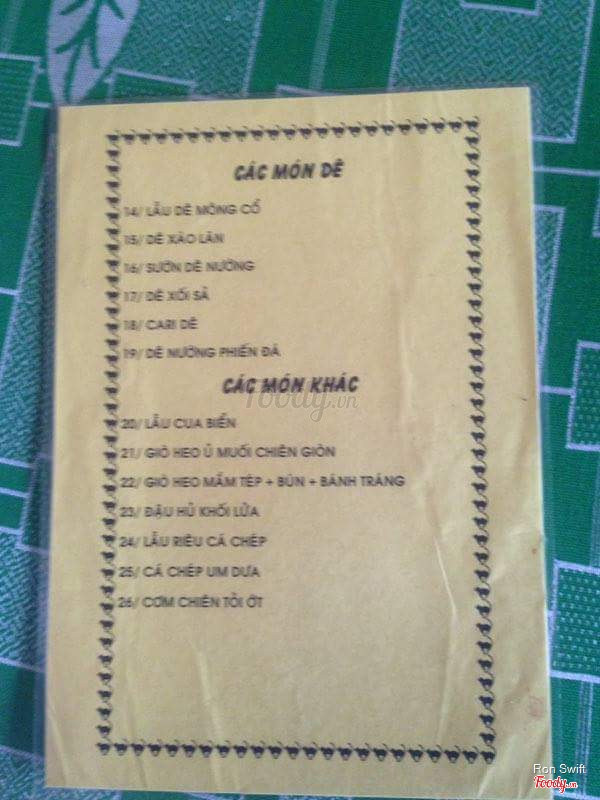 CÁC MÓN DÊ
14/ LẨU DÊ MÔNG CỔ
15/ DÊ XÀO LĂN
16/ SƯỜN DÊ NƯỚNG
17/ DÊ XỐI SẢ
18/ CARI DÊ
19/ DÊ NƯỚNG PHIẾN ĐÁ
CÁC MÓN KHÁC
foody.vn
20/ LẨU CUA BIỂN
21/ GIÒ HEO Ủ MUỐI CHIÊN GIÒN
22/ GIÒ HEO MẮM TÉP + BÚN + BÁNH TRÁNG
23/ ĐẬU HỦ KHỐI LỬA
24/ LẨU RIÊU CÁ CHÉP
25/ CÁ CHÉP UM DƯA
26/ CƠM CHIÊN TỎI ỚT
Ron Swift
Foody.vn